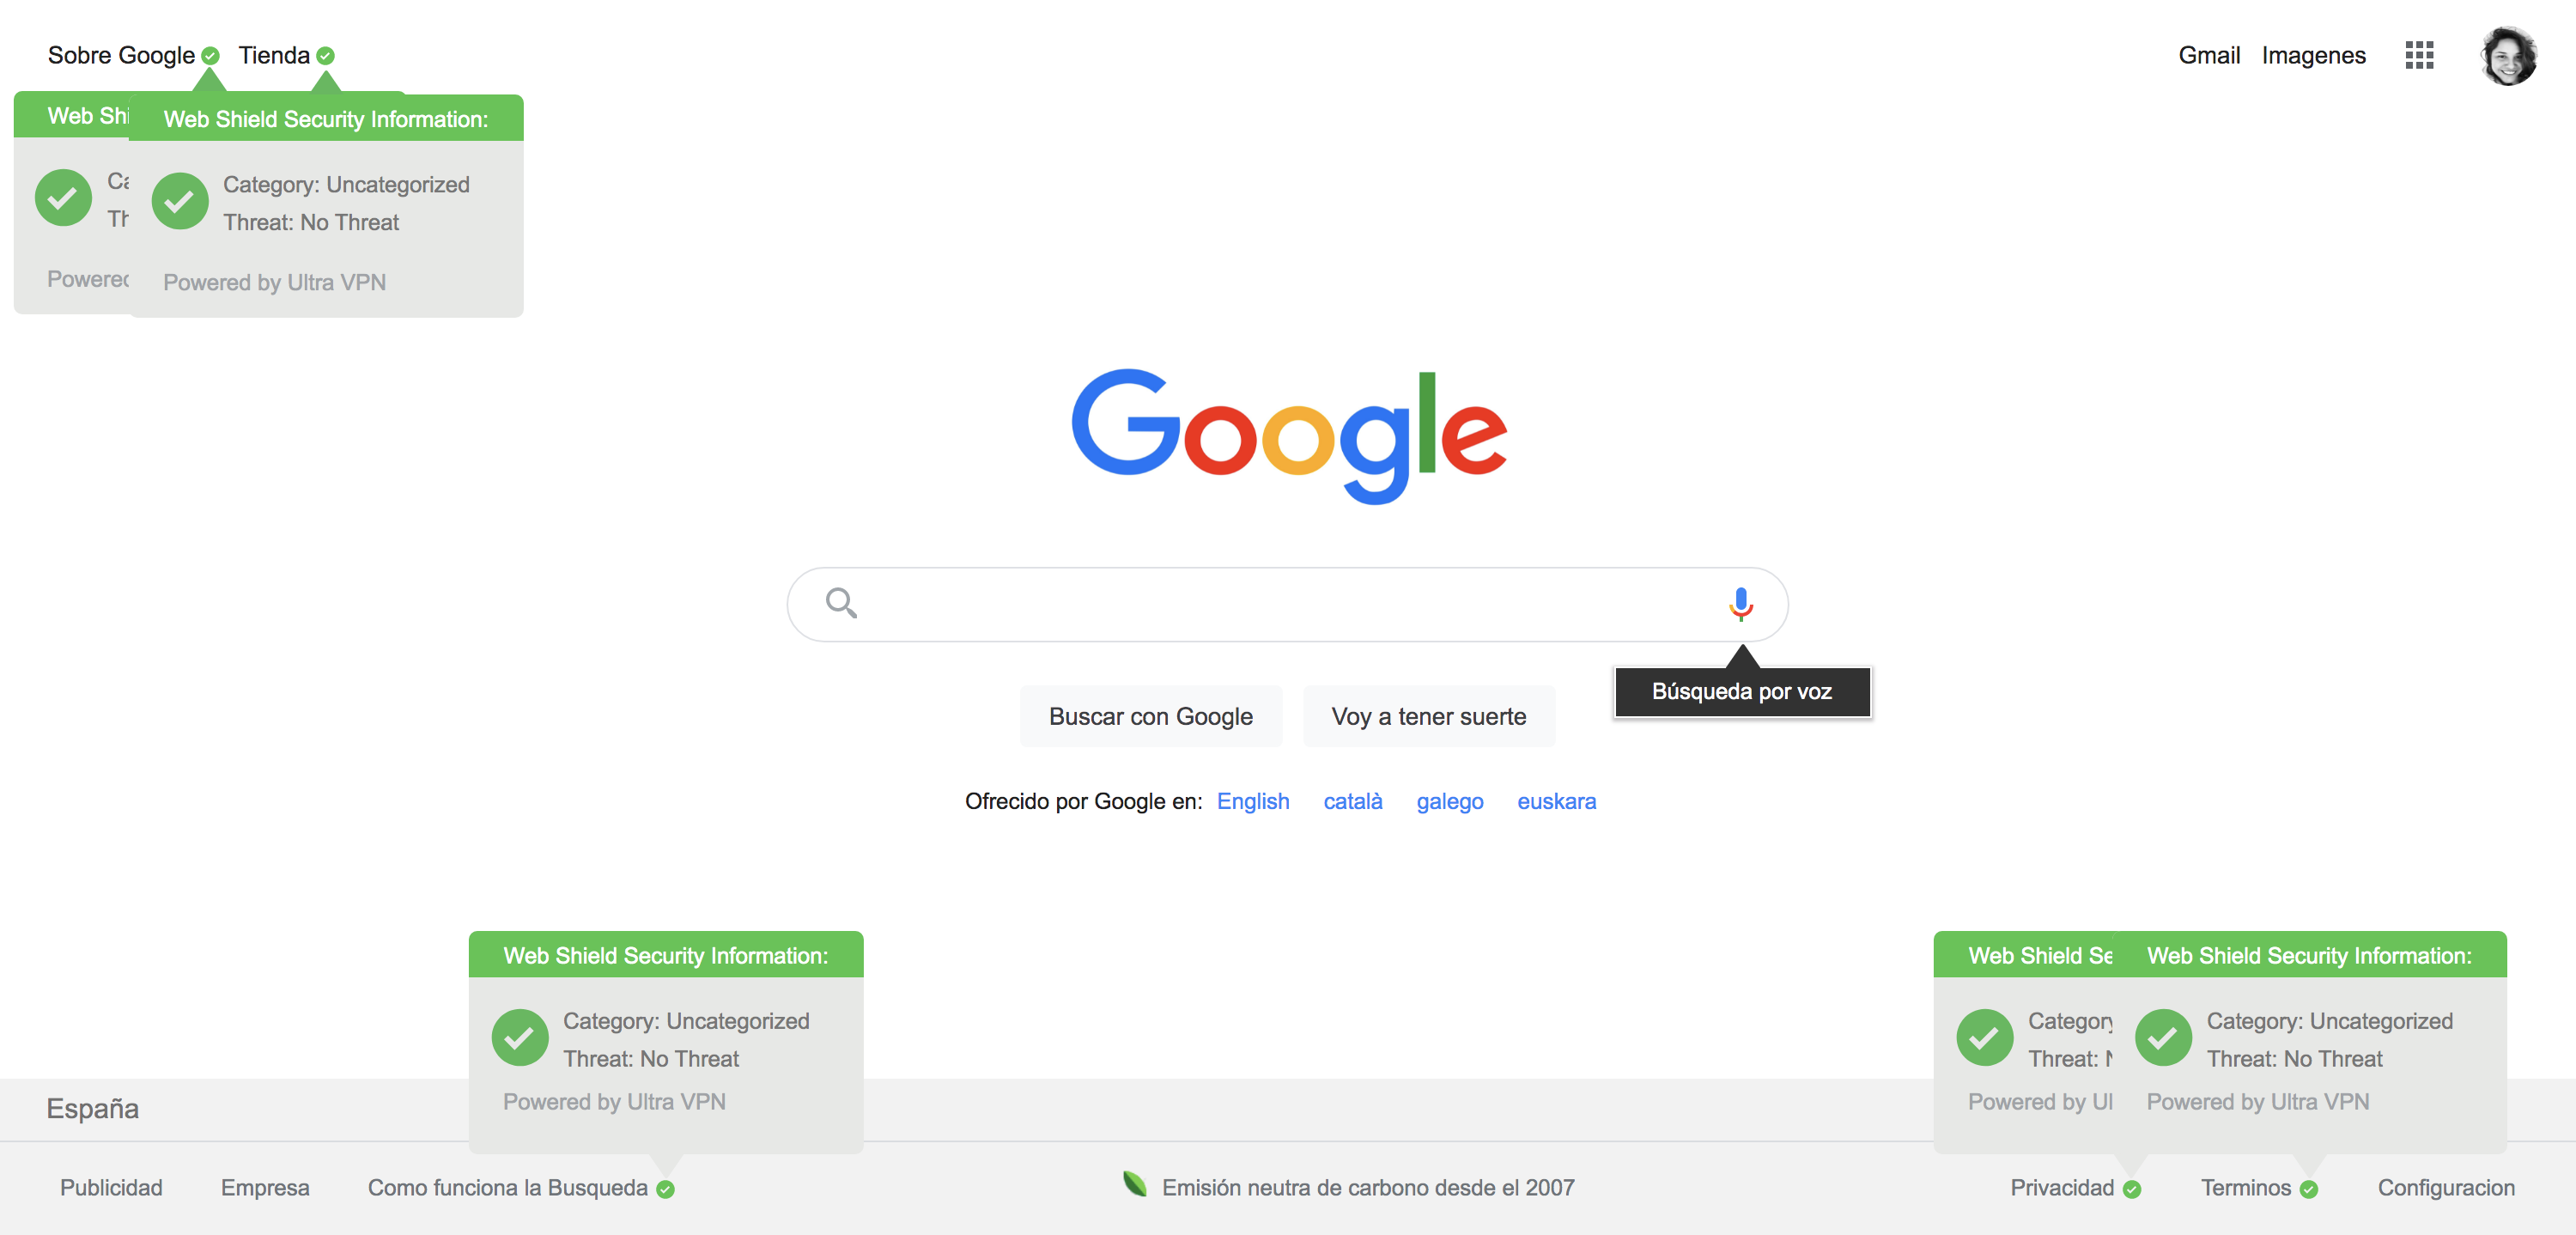 Sobre Google Tienda
Gmail Imagenes
Web Shi
Web Shield Security Information:
Category: Uncategorized
Threat: No Threat
Powered by Ultra VPN
Google
Búsqueda por voz
Buscar con Google Voy a tener suerte
Ofrecido por Google en: English català galego euskara
Web Shield Security Information:
Category: Uncategorized
Threat: No Threat
Powered by Ultra VPN
Web Shield Se
Category
Threat:
Powered by Ul
Web Shield Security Information:
Category: Uncategorized
Threat: No Threat
Powered by Ultra VPN
España
Publicidad Empresa Como funciona la Busqueda
Emisión neutra de carbono desde el 2007
Privacidad Terminos Configuracion